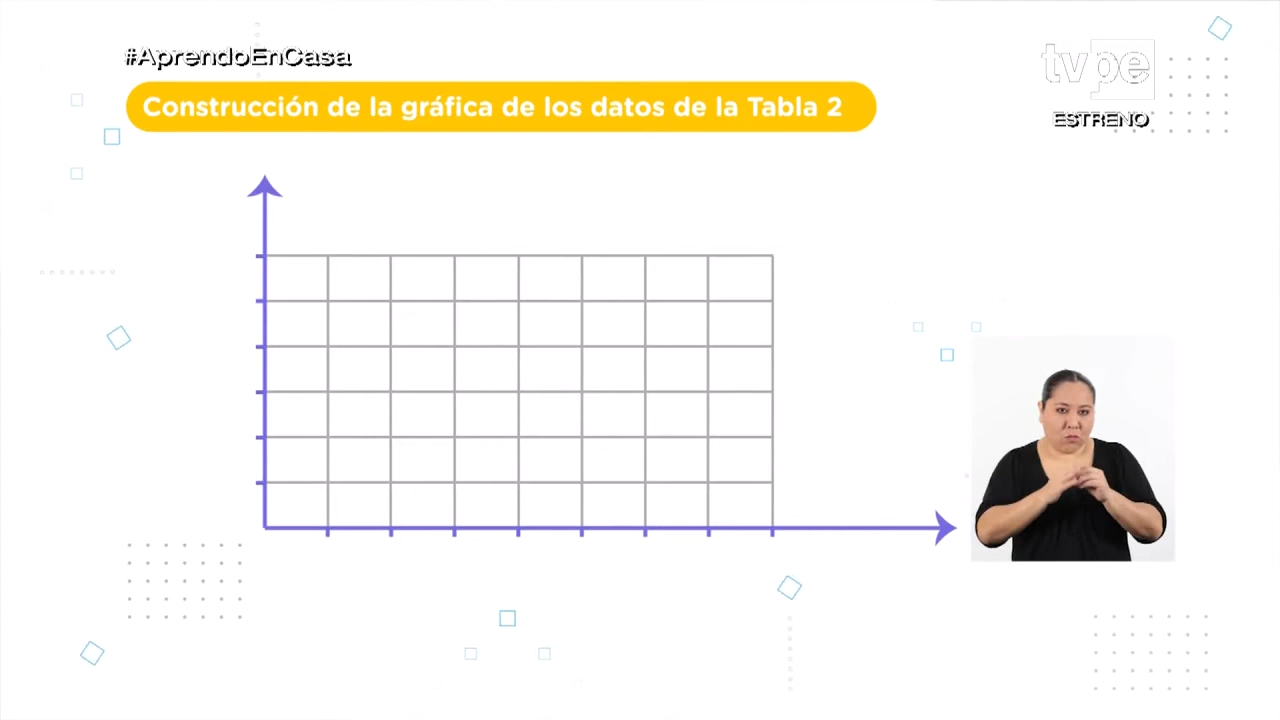 #AprendoEnCasa
Construcción de la gráfica de los datos de la Tabla 2
tvpe
ESTRENO